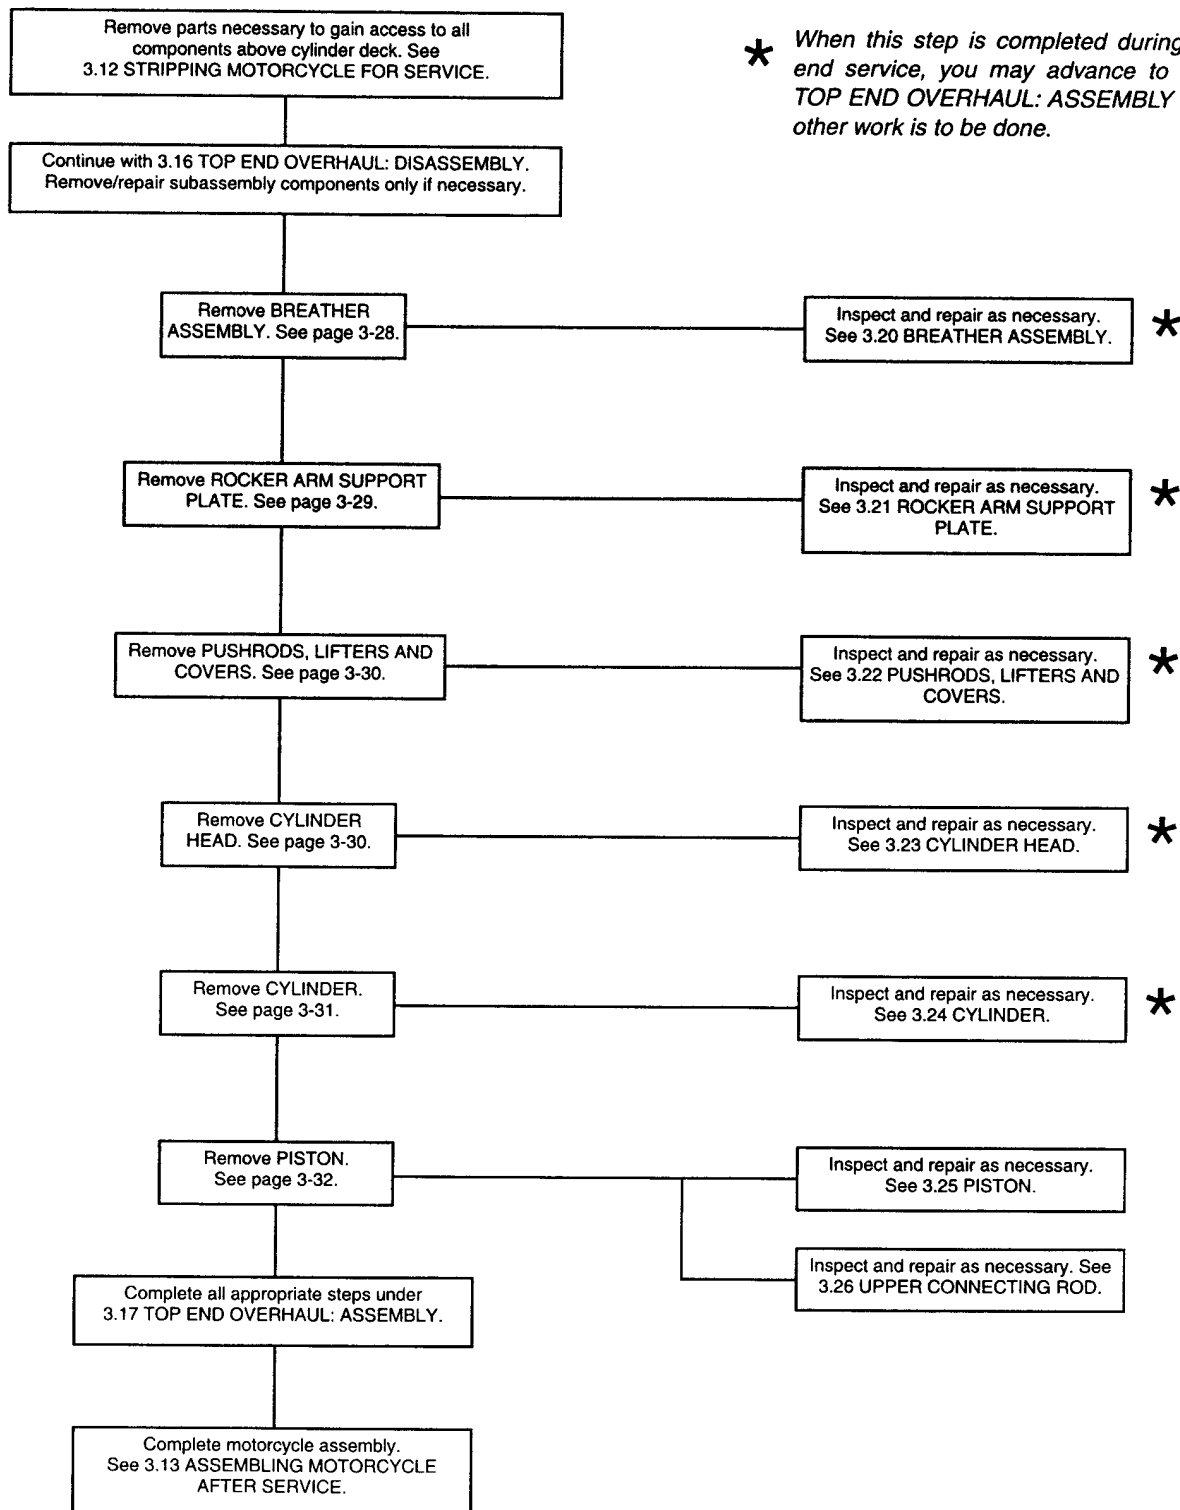 Remove parts necessary to gain access to all
components above cylinder deck. See
3.12 STRIPPING MOTORCYCLE FOR SERVICE.
* When this step is completed during
end service, you may advance to
TOP END OVERHAUL: ASSEMBLY
other work is to be done.
Continue with 3.16 TOP END OVERHAUL: DISASSEMBLY.
Remove/repair subassembly components only if necessary.
Remove BREATHER
ASSEMBLY. See page 3-28.
Inspect and repair as necessary.
See 3.20 BREATHER ASSEMBLY.
*
Remove ROCKER ARM SUPPORT
PLATE. See page 3-29.
Inspect and repair as necessary.
See 3.21 ROCKER ARM SUPPORT
PLATE.
*
Remove PUSHRODS, LIFTERS AND
COVERS. See page 3-30.
Inspect and repair as necessary.
See 3.22 PUSHRODS, LIFTERS AND
COVERS.
*
Remove CYLINDER
HEAD. See page 3-30.
Inspect and repair as necessary.
See 3.23 CYLINDER HEAD.
*
Remove CYLINDER.
See page 3-31.
Inspect and repair as necessary.
See 3.24 CYLINDER.
*
Remove PISTON.
See page 3-32.
Inspect and repair as necessary.
See 3.25 PISTON.
Inspect and repair as necessary. See
3.26 UPPER CONNECTING ROD.
Complete all appropriate steps under
3.17 TOP END OVERHAUL: ASSEMBLY.
Complete motorcycle assembly.
See 3.13 ASSEMBLING MOTORCYCLE
AFTER SERVICE.